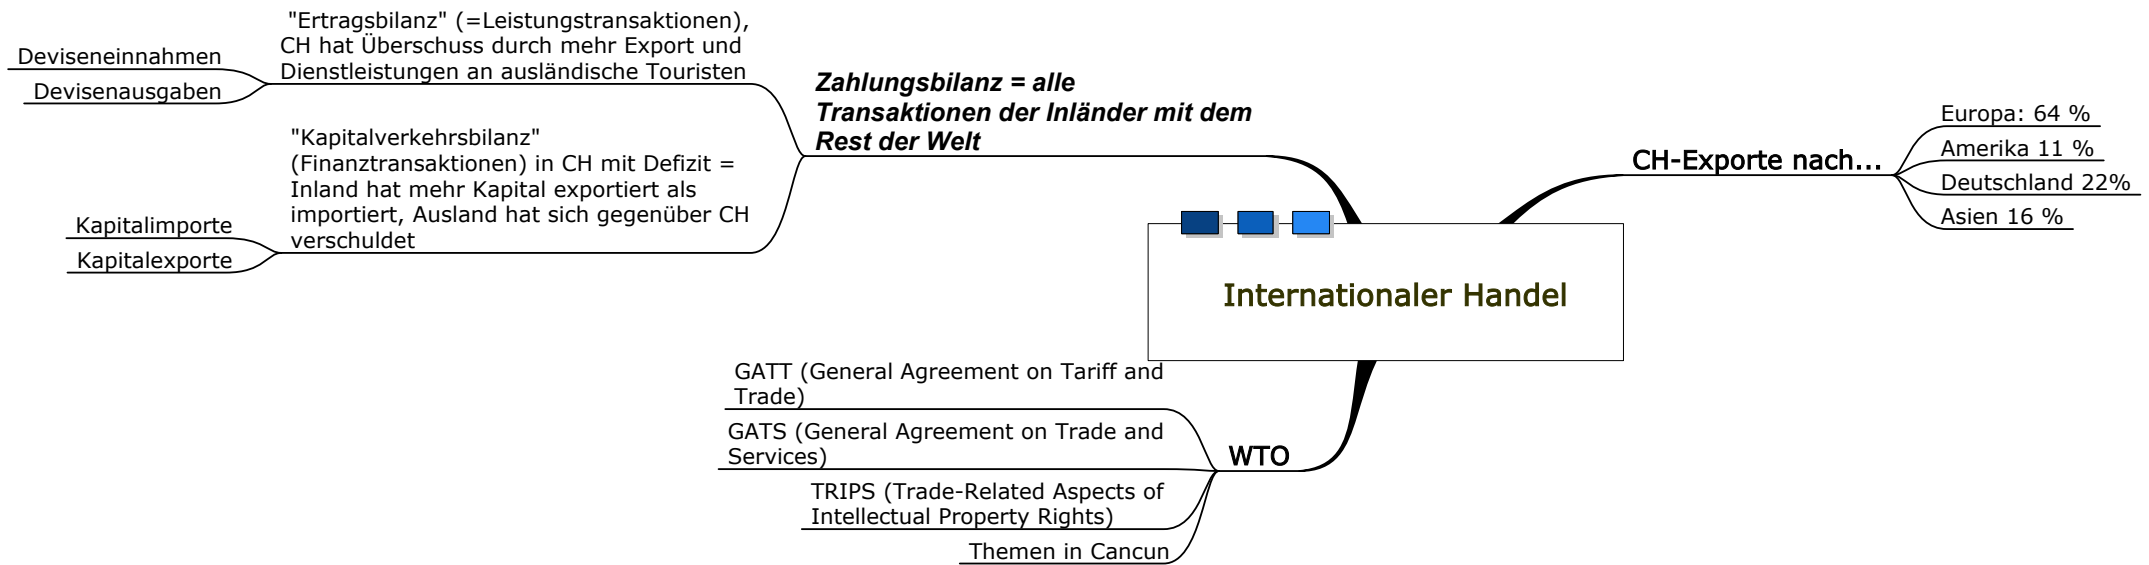 "Ertragsbilanz" (=Leistungstransaktionen),
CH hat Überschuss durch mehr Export und
Dienstleistungen an ausländische Touristen
Deviseneinnahmen
Devisenausgaben
"Kapitalverkehrsbilanz"
(Finanztransaktionen) in CH mit Defizit =
Inland hat mehr Kapital exportiert als
importiert, Ausland hat sich gegenüber CH
verschuldet
Kapitalimporte
Kapitalexporte
Zahlungsbilanz = alle
Transaktionen der Inländer mit dem
Rest der Welt
CH-Exporte nach...
Europa: 64 %
Amerika 11 %
Deutschland 22%
Asien 16 %
Internationaler Handel
GATT (General Agreement on Tariff and
Trade)
GATS (General Agreement on Trade and
Services)
WTO
TRIPS (Trade-Related Aspects of
Intellectual Property Rights)
Themen in Cancun